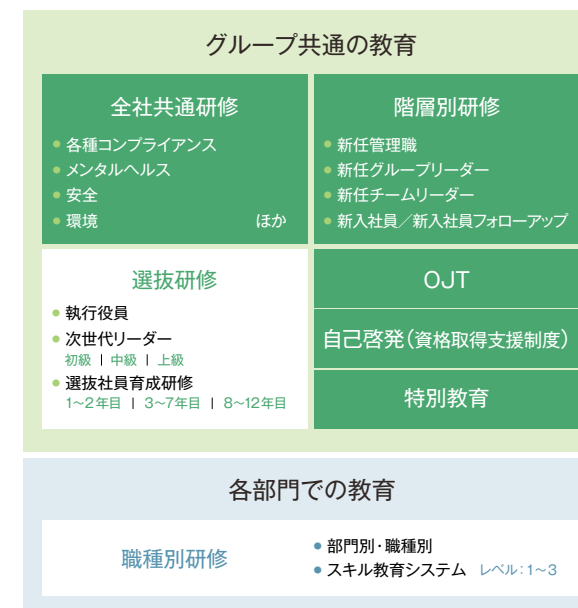 グループ共通の教育
全社共通研修
● 各種コンプライアンス
● メンタルヘルス
● 安全
● 環境 ほか
階層別研修
● 新任管理職
● 新任グループリーダー
● 新任チームリーダー
● 新入社員／新入社員フォローアップ
選抜研修
● 執行役員
● 次世代リーダー
初級 | 中級 | 上級
● 選抜社員育成研修
1〜2年目 | 3〜7年目 | 8〜12年目
OJT
自己啓発（資格取得支援制度）
特別教育
各部門での教育
職種別研修
● 部門別・職種別
● スキル教育システム レベル：1〜3